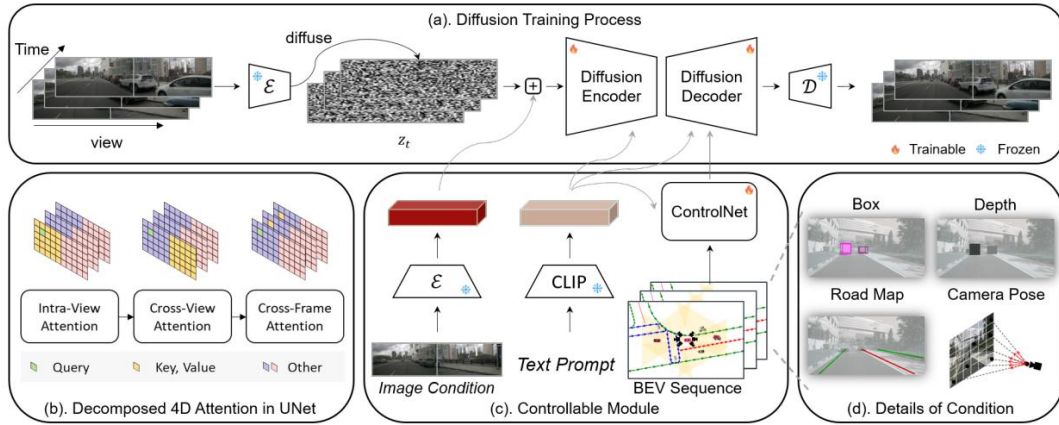 (a). Diffusion Training Process
Time
view
ℰ
diffuse
z_t
+
Diffusion
Encoder
Diffusion
Decoder
𝒟
Trainable
Frozen
Intra-View
Attention
Cross-View
Attention
Cross-Frame
Attention
Query
Key, Value
Other
(b). Decomposed 4D Attention in UNet
ℰ
Image Condition
CLIP
Text Prompt
ControlNet
BEV Sequence
(c). Controllable Module
Box
Depth
Road Map
Camera Pose
(d). Details of Condition